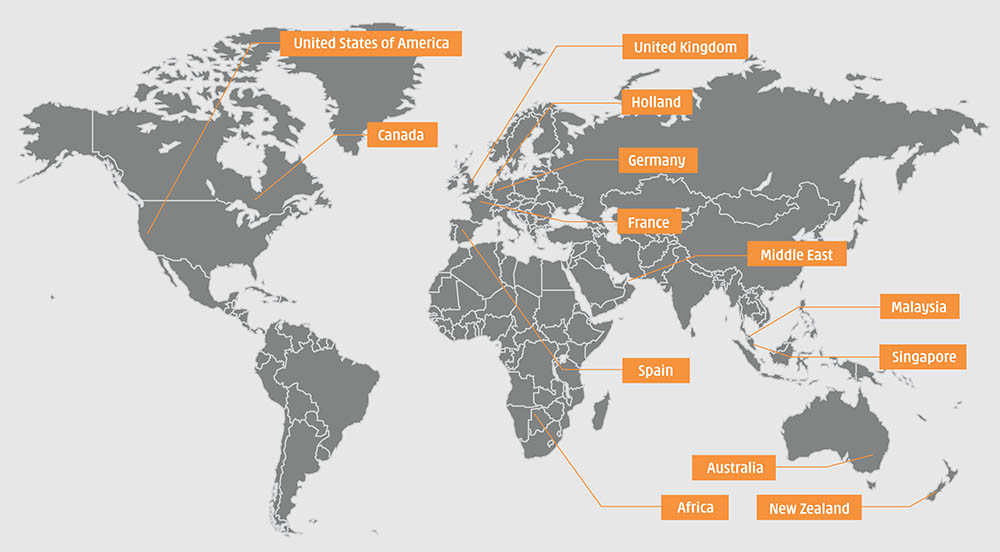 United States of America
United Kingdom
Holland
Canada
Germany
France
Middle East
Malaysia
Singapore
Spain
Australia
Africa
New Zealand